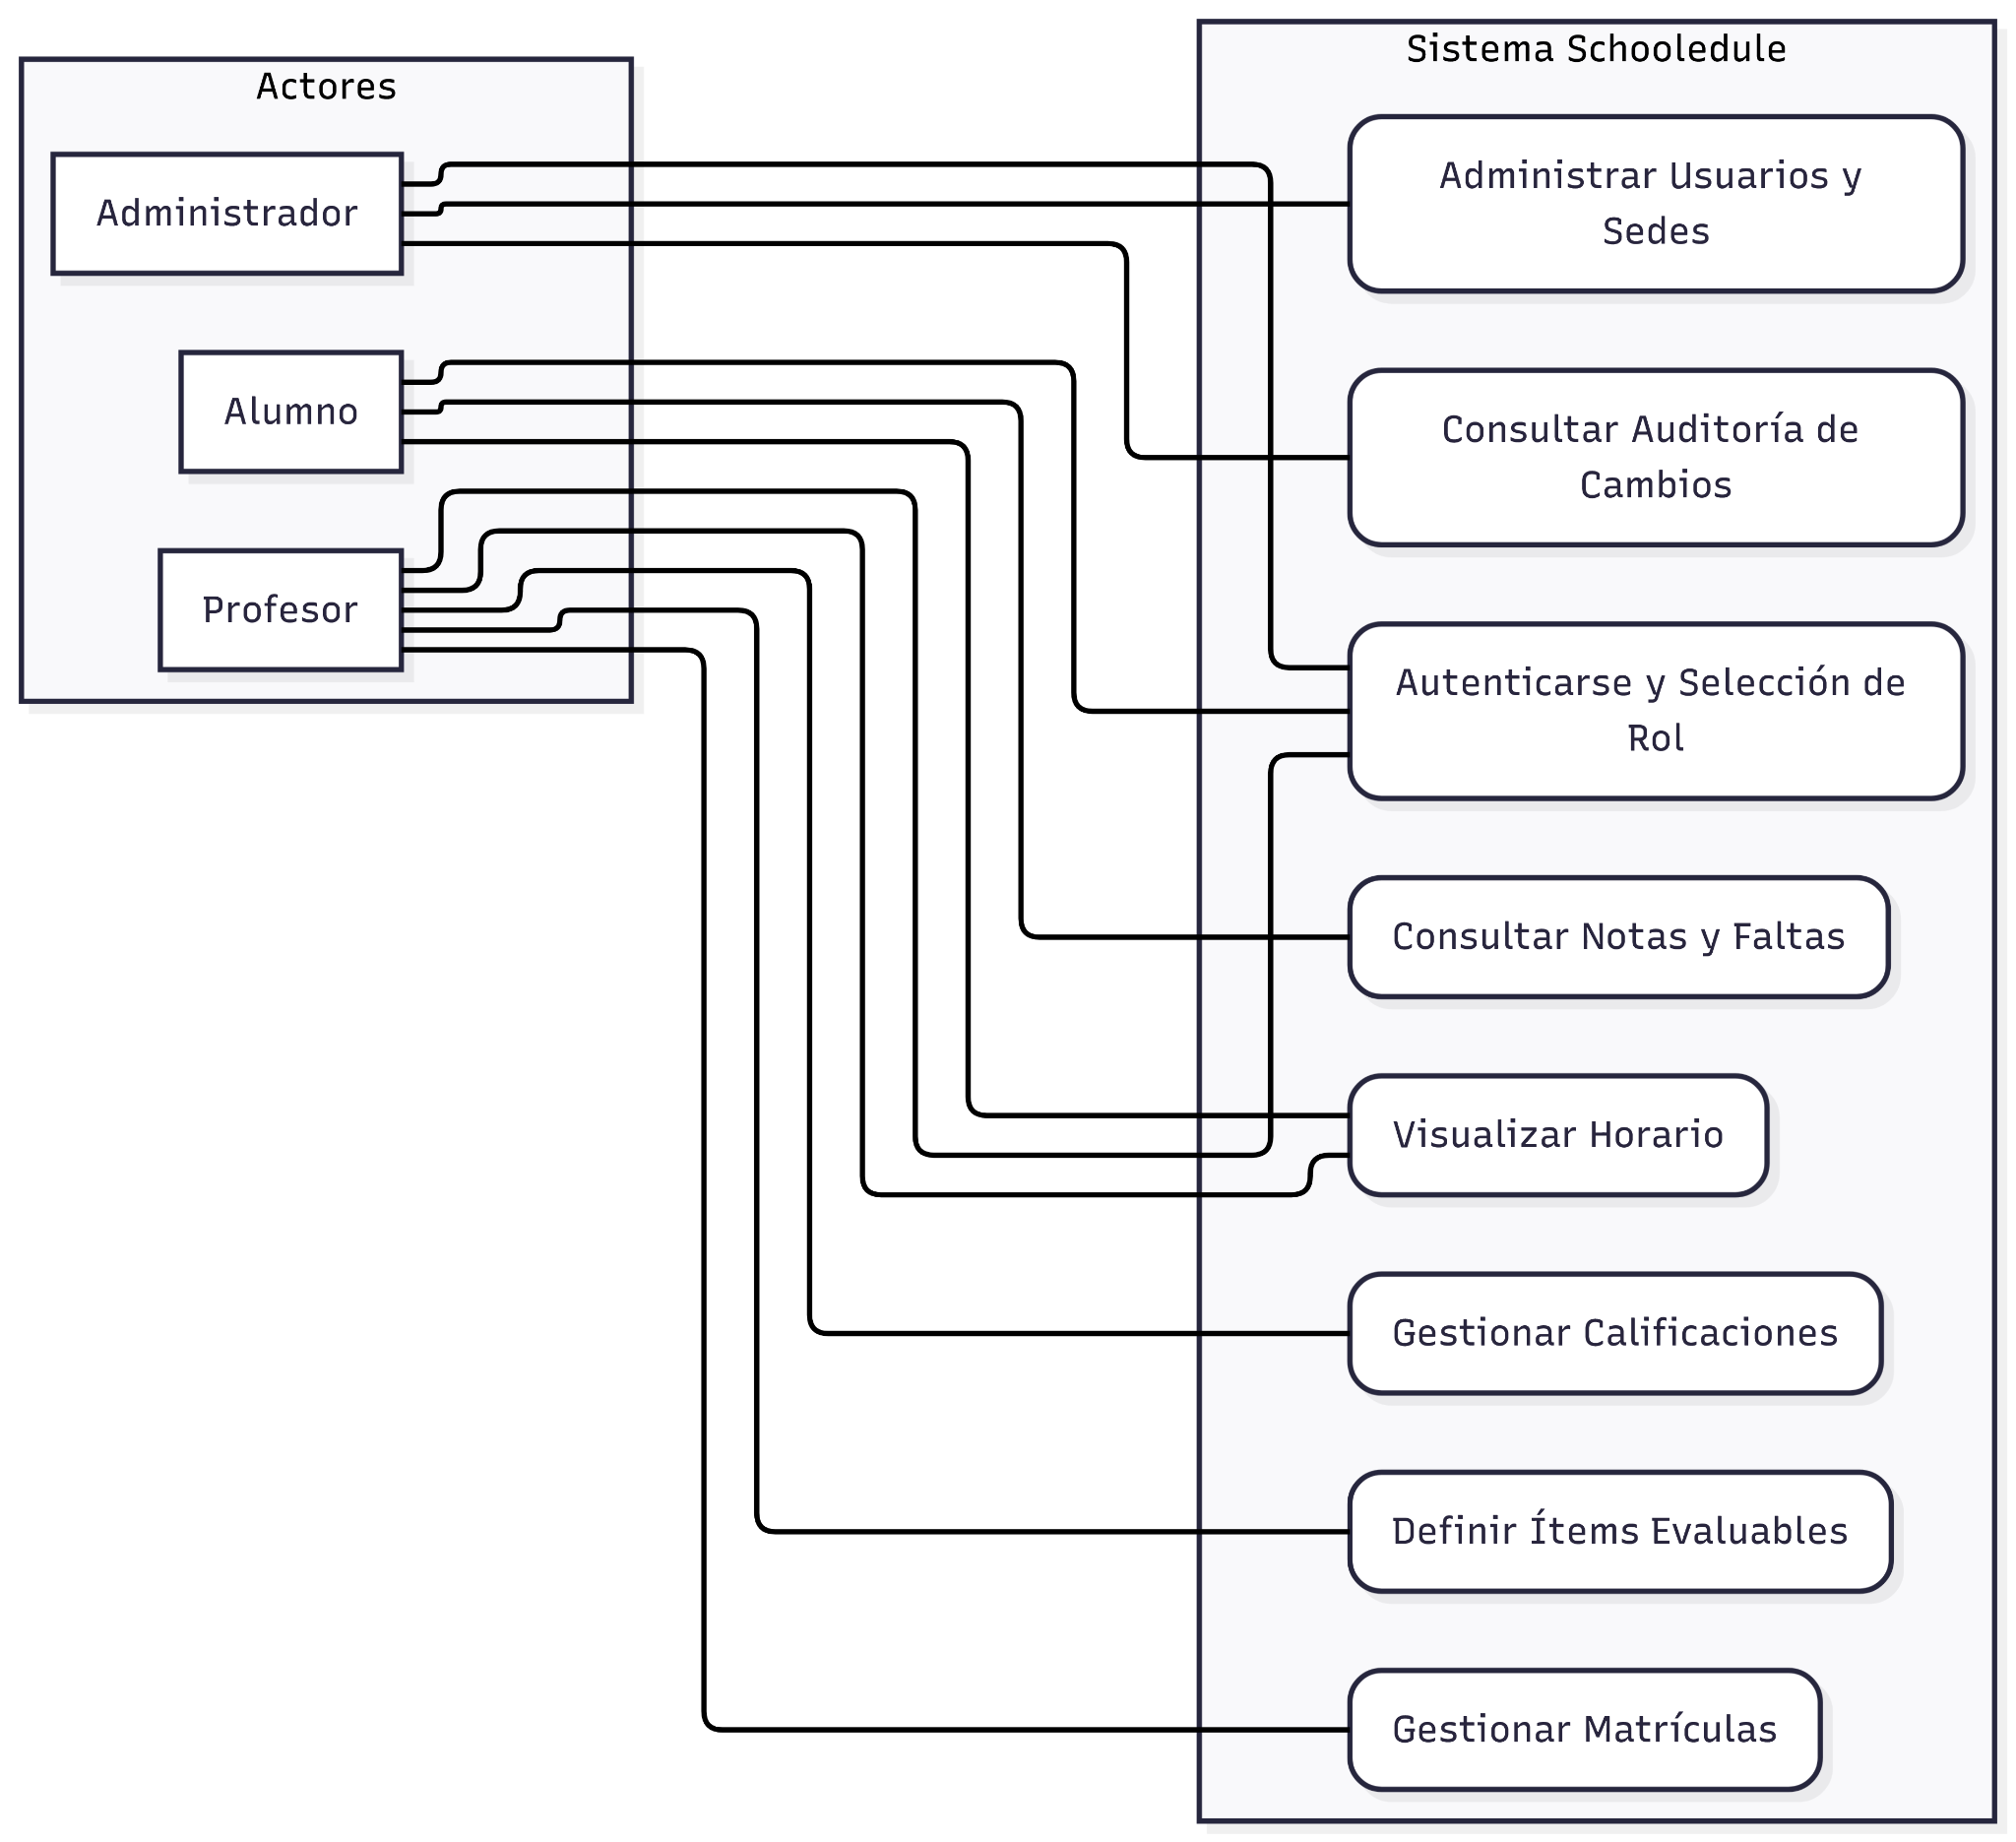 Actores
Administrador
Alumno
Profesor
Sistema Schooledule
Administrar Usuarios y
Sedes
Consultar Auditoría de
Cambios
Autenticarse y Selección de
Rol
Consultar Notas y Faltas
Visualizar Horario
Gestionar Calificaciones
Definir Ítems Evaluables
Gestionar Matrículas